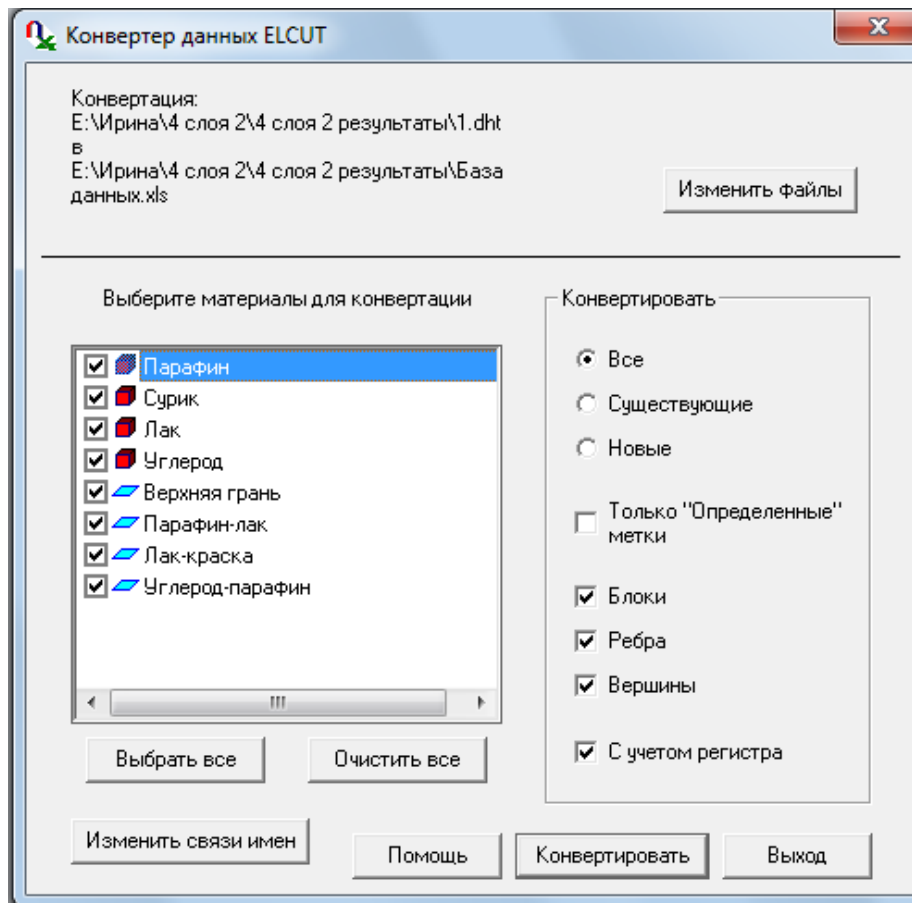 Конвертер данных ELCUT
Конвертация:
E:\Ирина\4 слоя 2\4 слоя 2 результаты\1.dht
в
E:\Ирина\4 слоя 2\4 слоя 2 результаты\База
данных.xls
Изменить файлы
Выберите материалы для конвертации
Парафин
Сурик
Лак
Углерод
Верхняя грань
Парафин-лак
Лак-краска
Углерод-парафин
Выбрать все
Очистить все
Изменить связи имен
Конвертировать
Все
Существующие
Новые
Только "Определенные"
метки
Блоки
Ребра
Вершины
С учетом регистра
Помощь
Конвертировать
Выход